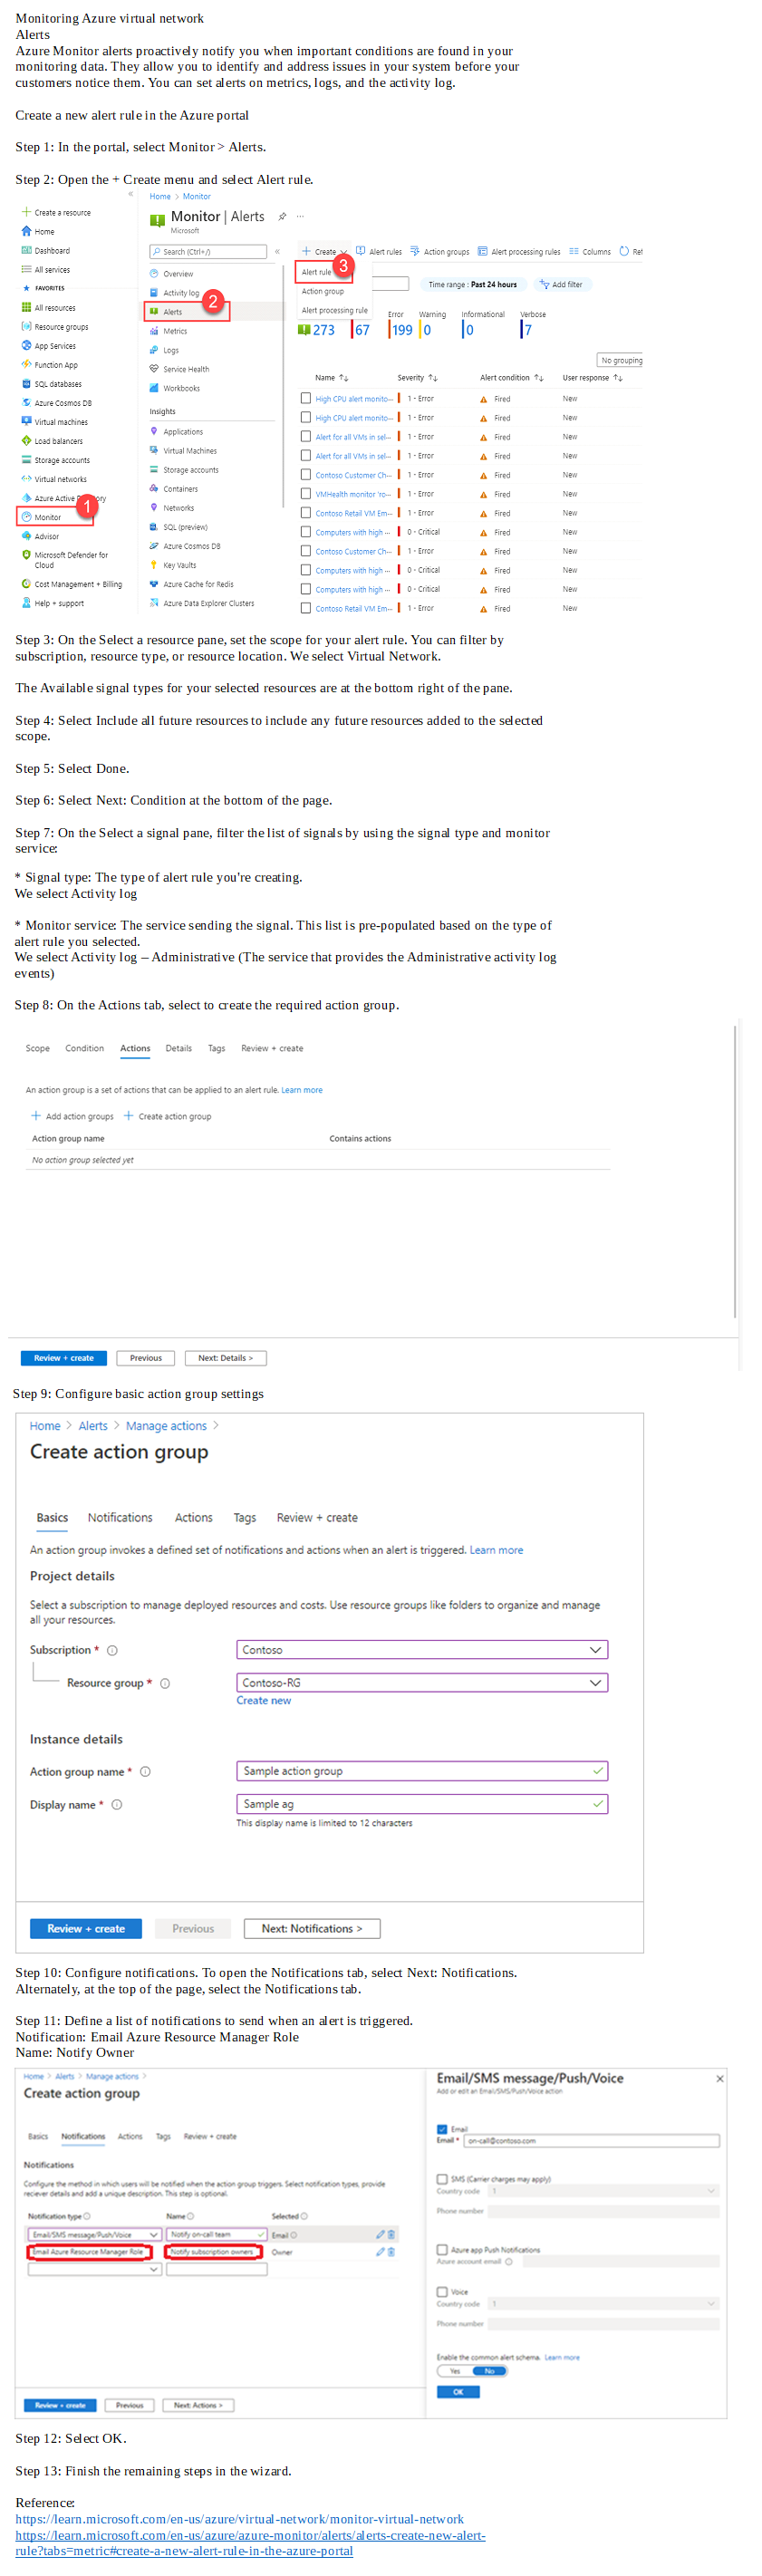 Monitoring Azure virtual network
Alerts
Azure Monitor alerts proactively notify you when important conditions are found in your
monitoring data. They allow you to identify and address issues in your system before your
customers notice them. You can set alerts on metrics, logs, and the activity log.
Create a new alert rule in the Azure portal
Step 1: In the portal, select Monitor > Alerts.
Step 2: Open the + Create menu and select Alert rule.
«
Create a resource
Home
Dashboard
All services
FAVORITES
All resources
Resource groups
App Services
Function App
SQL databases
Azure Cosmos DB
Virtual machines
Load balancers
Storage accounts
Virtual networks
Azure Active ory
1
Monitor
Advisor
Microsoft Defender for
Cloud
Cost Management + Billing
Help + support
Home > Monitor
Monitor | Alerts ...
Microsoft
Search (Ctrl+/) «
Overview
Activity log
2
Alerts
Metrics
Logs
Service Health
Workbooks
Insights
Applications
Virtual Machines
Storage accounts
Containers
Networks
SQL (preview)
Azure Cosmos DB
Key Vaults
Azure Cache for Redis
Azure Data Explorer Clusters
+ Create Alert rules Action groups Alert processing rules Columns Ref
3
Alert rule
Action group
Alert processing rule
Time range : Past 24 hours Add filter
Error Warning Informational Verbose
273 67 199 0 0 7
No grouping
Name ↑↓ Severity ↑↓ Alert condition ↑↓ User response ↑↓
High CPU alert monito... 1 - Error Fired New
High CPU alert monito... 1 - Error Fired New
Alert for all VMs in sel... 1 - Error Fired New
Alert for all VMs in sel... 1 - Error Fired New
Contoso Customer Ch... 1 - Error Fired New
VMHealth monitor 'ro... 1 - Error Fired New
Contoso Retail VM Em... 1 - Error Fired New
Computers with high ... 0 - Critical Fired New
Contoso Customer Ch... 1 - Error Fired New
Computers with high ... 0 - Critical Fired New
Computers with high ... 0 - Critical Fired New
Contoso Retail VM Em... 1 - Error Fired New
Step 3: On the Select a resource pane, set the scope for your alert rule. You can filter by
subscription, resource type, or resource location. We select Virtual Network.
The Available signal types for your selected resources are at the bottom right of the pane.
Step 4: Select Include all future resources to include any future resources added to the selected
scope.
Step 5: Select Done.
Step 6: Select Next: Condition at the bottom of the page.
Step 7: On the Select a signal pane, filter the list of signals by using the signal type and monitor
service:
* Signal type: The type of alert rule you're creating.
We select Activity log
* Monitor service: The service sending the signal. This list is pre-populated based on the type of
alert rule you selected.
We select Activity log – Administrative (The service that provides the Administrative activity log
events)
Step 8: On the Actions tab, select to create the required action group.
Scope Condition Actions Details Tags Review + create
An action group is a set of actions that can be applied to an alert rule. Learn more
+ Add action groups + Create action group
Action group name Contains actions
No action group selected yet
Review + create Previous Next: Details >
Step 9: Configure basic action group settings
Home > Alerts > Manage actions >
Create action group
Basics Notifications Actions Tags Review + create
An action group invokes a defined set of notifications and actions when an alert is triggered. Learn more
Project details
Select a subscription to manage deployed resources and costs. Use resource groups like folders to organize and manage
all your resources.
Subscription * Contoso
Resource group * Contoso-RG
Create new
Instance details
Action group name * Sample action group
Display name * Sample ag
This display name is limited to 12 characters
Review + create Previous Next: Notifications >
Step 10: Configure notifications. To open the Notifications tab, select Next: Notifications.
Alternately, at the top of the page, select the Notifications tab.
Step 11: Define a list of notifications to send when an alert is triggered.
Notification: Email Azure Resource Manager Role
Name: Notify Owner
Home > Alerts > Manage actions >
Create action group
Basics Notifications Actions Tags Review + create
Notifications
Configure the method in which users will be notified when the action group triggers. Select notification types, provide
reciever details and add a unique description. This step is optional.
Notification type Name Selected
Email/SMS message/Push/Voice Notify on-call team Email
Email Azure Resource Manager Role Notify subscription owners Owner
Review + create Previous Next: Actions >
Email/SMS message/Push/Voice ×
Add or edit an Email/SMS/Push/Voice action
Email
Email * on-call@contoso.com
SMS (Carrier charges may apply)
Country code 1
Phone number
Azure app Push Notifications
Azure account email
Voice
Country code 1
Phone number
Enable the common alert schema. Learn more
Yes No
OK
Step 12: Select OK.
Step 13: Finish the remaining steps in the wizard.
Reference:
https://learn.microsoft.com/en-us/azure/virtual-network/monitor-virtual-network
https://learn.microsoft.com/en-us/azure/azure-monitor/alerts/alerts-create-new-alert-
rule?tabs=metric#create-a-new-alert-rule-in-the-azure-portal